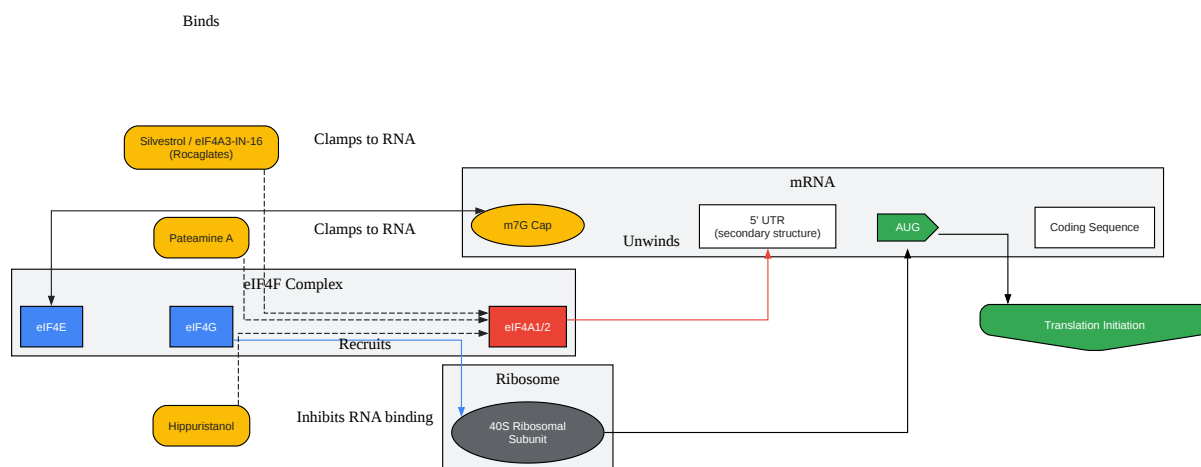 Binds
Silvestrol / eIF4A3-IN-16
(Rocaglates)
Clamps to RNA
mRNA
m7G Cap
5' UTR
(secondary structure)
AUG
Coding Sequence
Pateamine A
Clamps to RNA
Unwinds
eIF4F Complex
eIF4E
eIF4G
eIF4A1/2
Translation Initiation
Recruits
Ribosome
Hippuristanol
Inhibits RNA binding
40S Ribosomal
Subunit